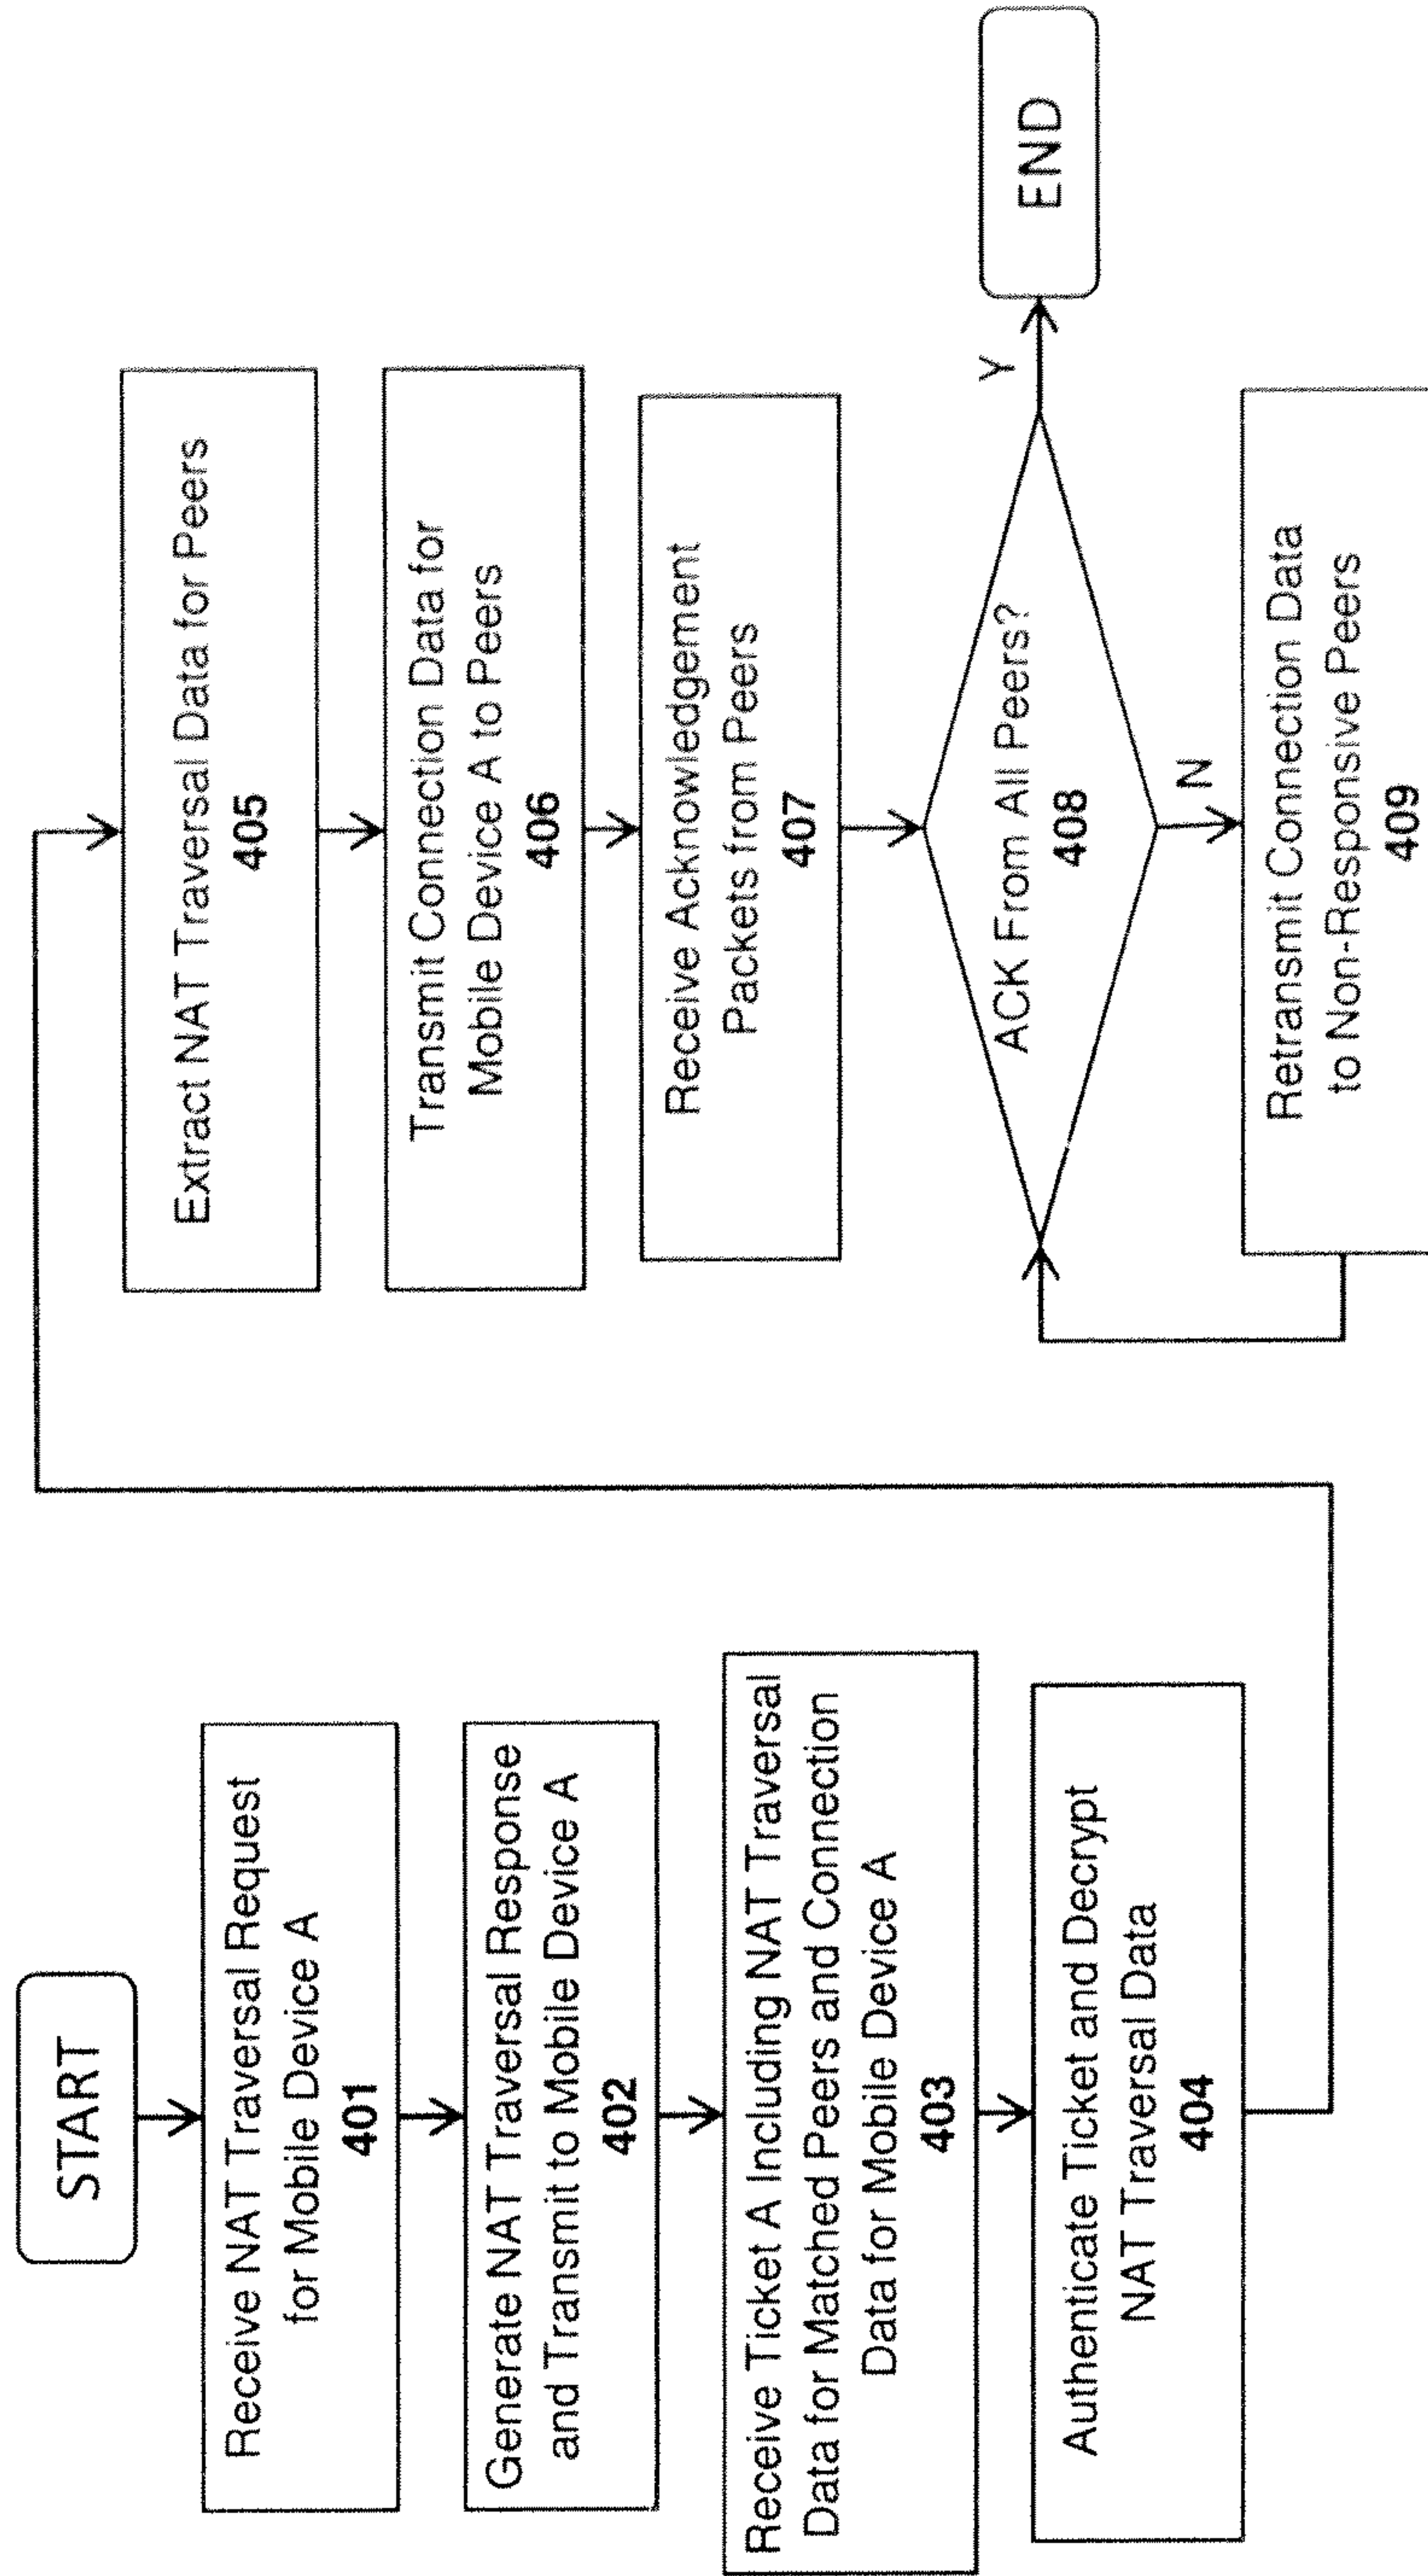 START
Receive NAT Traversal Request
for Mobile Device A
401
Generate NAT Traversal Response
and Transmit to Mobile Device A
402
Receive Ticket A Including NAT Traversal
Data for Matched Peers and Connection
Data for Mobile Device A
403
Authenticate Ticket and Decrypt
NAT Traversal Data
404
Extract NAT Traversal Data for Peers
405
Transmit Connection Data for
Mobile Device A to Peers
406
Receive Acknowledgement
Packets from Peers
407
ACK From All Peers?
408
Y
END
N
Retransmit Connection Data
to Non-Responsive Peers
409